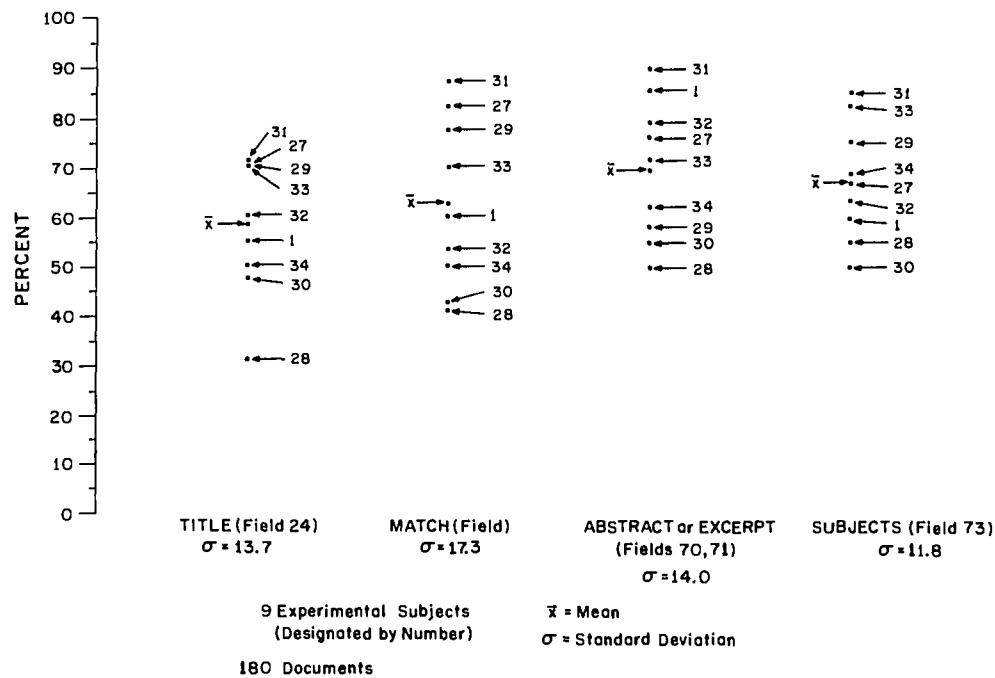 100
90
80
70
60
50
40
30
20
10
0
PERCENT
31
27
29
33
32
x̄
1
34
30
28
31
27
29
33
x̄
1
32
34
30
28
31
1
32
27
33
x̄
34
29
30
28
31
33
29
34
x̄
27
32
1
28
30
TITLE (Field 24)
σ = 13.7
MATCH (Field)
σ = 17.3
ABSTRACT or EXCERPT
(Fields 70,71)
σ = 14.0
SUBJECTS (Field 73)
σ = 11.8
9 Experimental Subjects
(Designated by Number)
180 Documents
x̄ = Mean
σ = Standard Deviation